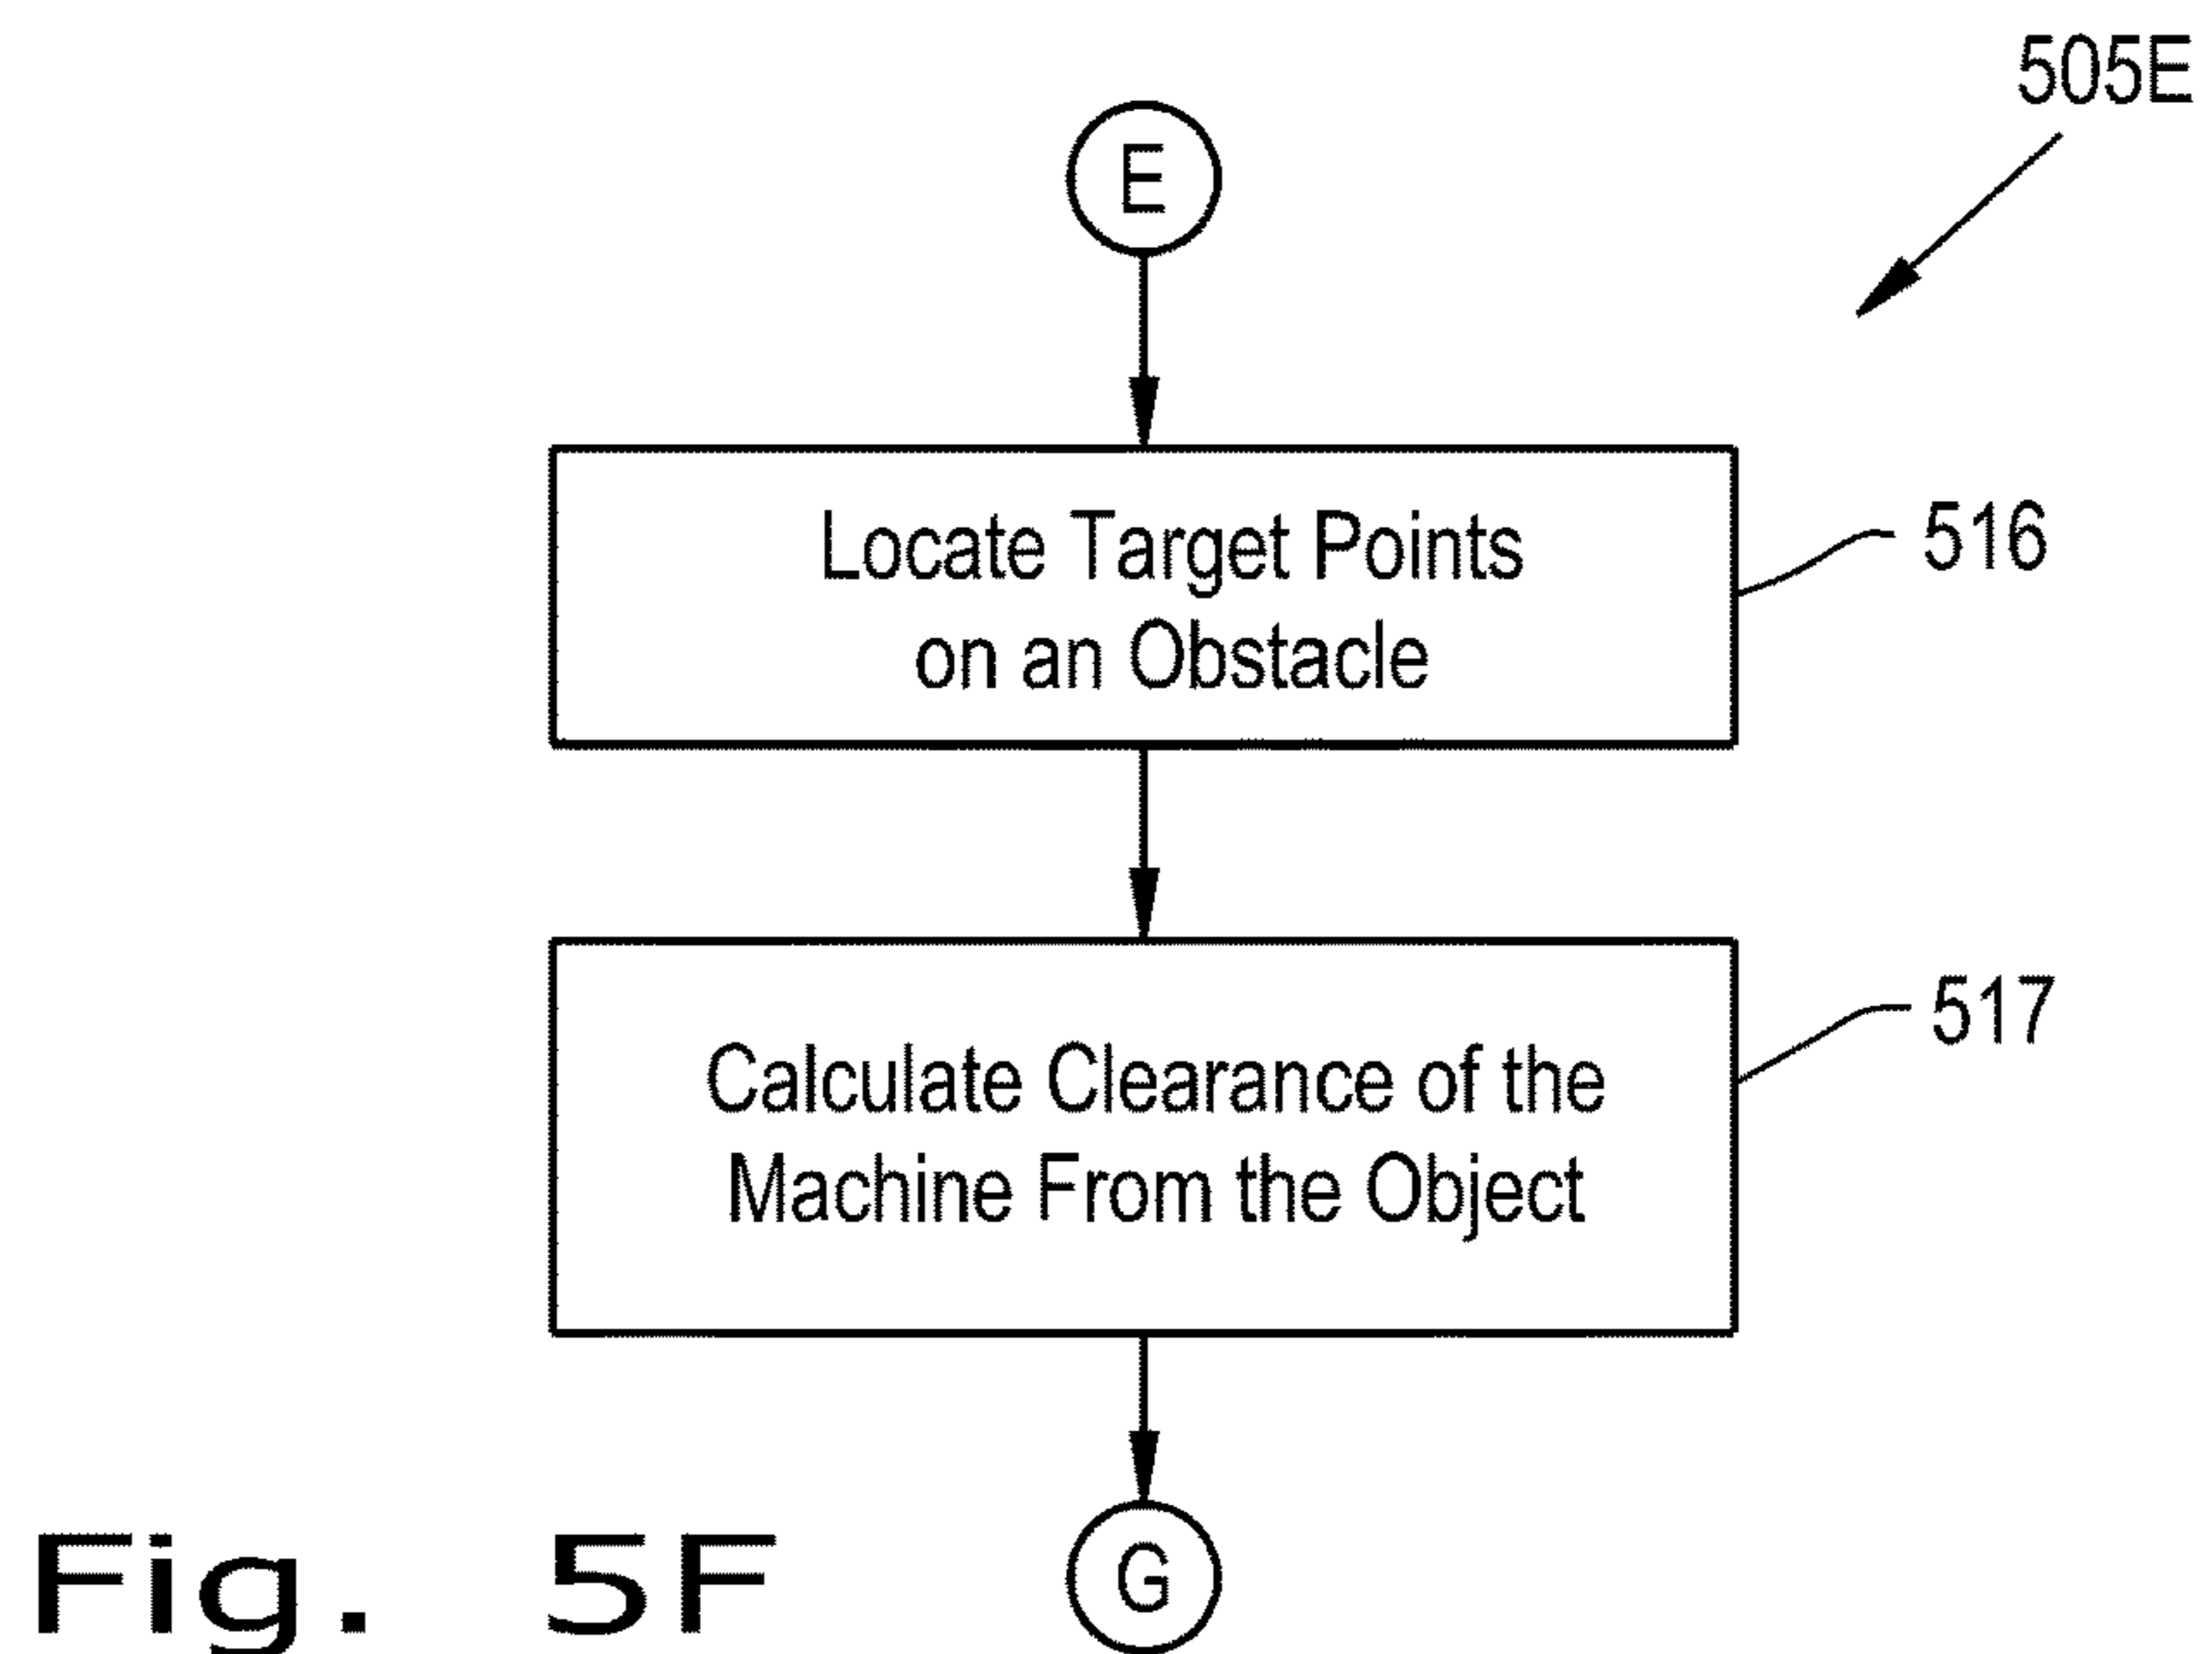 505E
E
Locate Target Points
on an Obstacle
516
Calculate Clearance of the
Machine From the Object
517
G
Fig. 5F